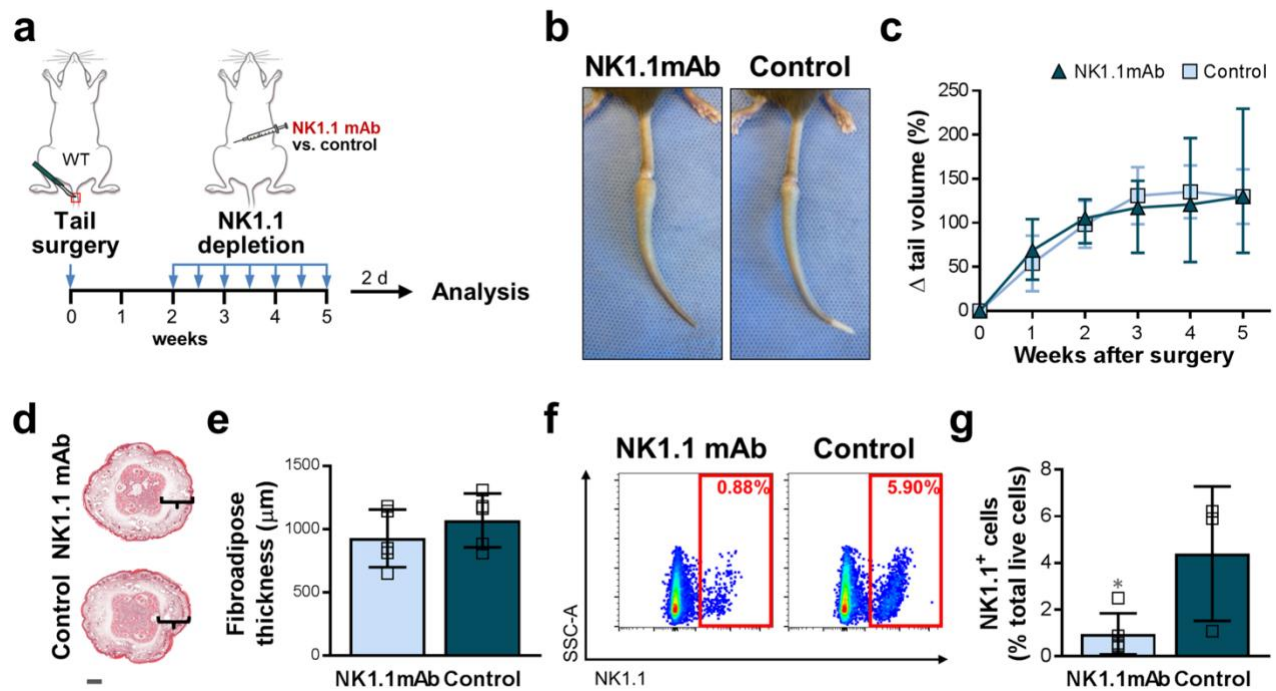 a
WT
NK1.1 mAb
vs. control
Tail
surgery
NK1.1
depletion
2 d
Analysis
0 1 2 3 4 5
weeks
b
NK1.1mAb Control
c
NK1.1mAb Control
Δ tail volume (%)
250
200
150
100
50
0
0 1 2 3 4 5
Weeks after surgery
d
NK1.1 mAb
Control
e
Fibroadipose
thickness (μm)
1500
1000
500
0
NK1.1mAb Control
f
NK1.1 mAb Control
0.88%
5.90%
SSC-A
NK1.1
g
NK1.1+ cells
(% total live cells)
8
6
4
2
0
*
NK1.1mAb Control